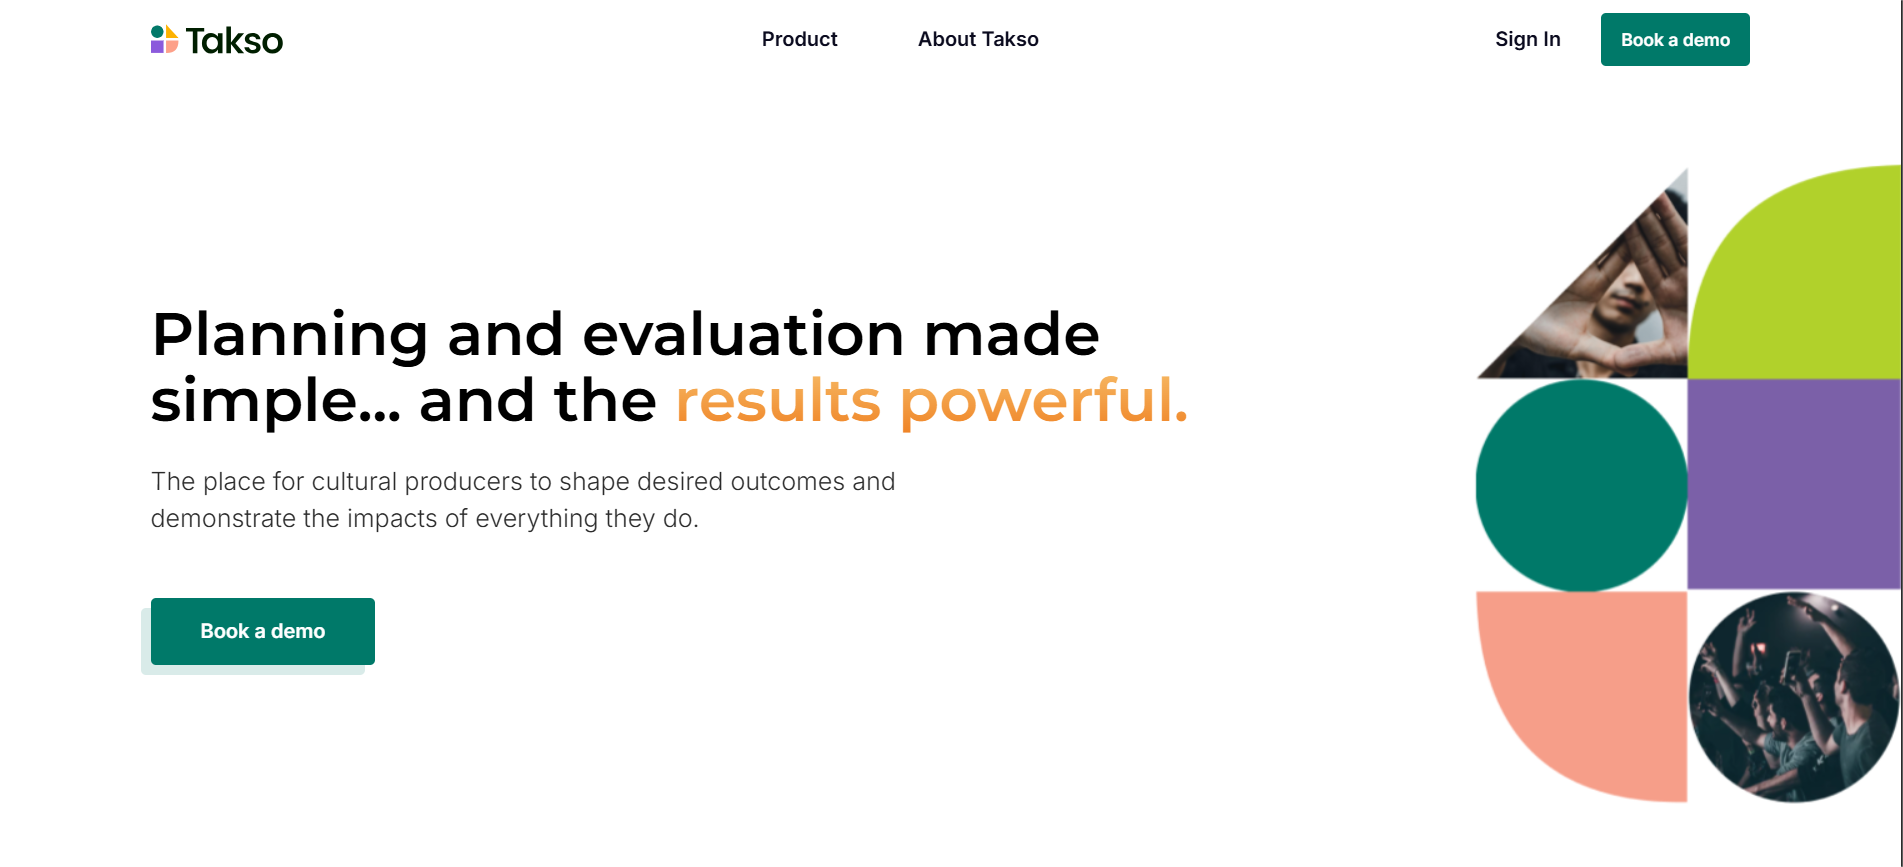 Takso
Product
About Takso
Sign In
Book a demo
Planning and evaluation made
simple... and the results powerful.
The place for cultural producers to shape desired outcomes and
demonstrate the impacts of everything they do.
Book a demo